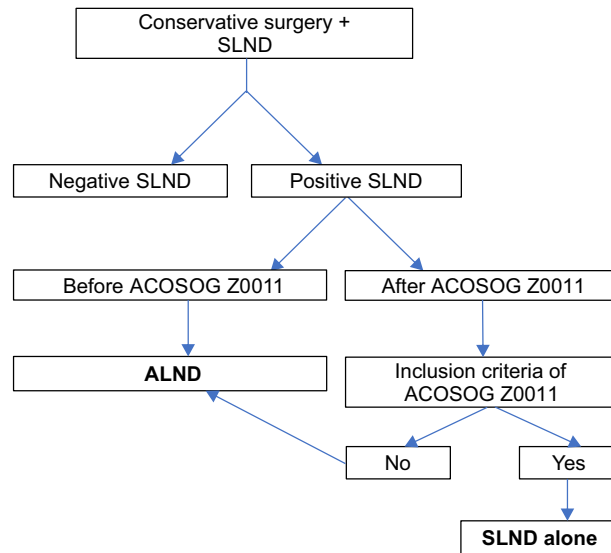 Conservative surgery +
SLND
Negative SLND
Positive SLND
Before ACOSOG Z0011
After ACOSOG Z0011
ALND
Inclusion criteria of
ACOSOG Z0011
No
Yes
SLND alone